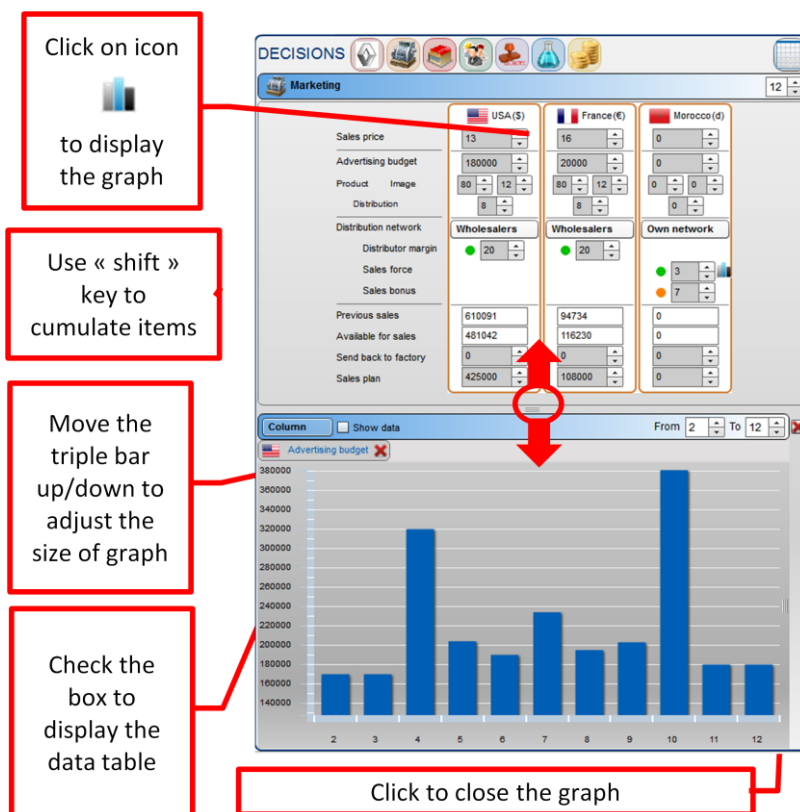 Click on icon
to display
the graph
Use « shift »
key to
cumulate items
Move the
triple bar
up/down to
adjust the
size of graph
Check the
box to
display the
data table
DECISIONS
Marketing 12
USA($) France(€) Morocco(d)
Sales price 13 16 0
Advertising budget 180000 20000 0
Product Image 80 12 80 12 0 0
Distribution 8 8 0
Distribution network Wholesalers Wholesalers Own network
Distributor margin 20 20
Sales force 3
Sales bonus 7
Previous sales 610091 94734 0
Available for sales 481042 116230 0
Send back to factory 0 0 0
Sales plan 425000 108000 0
Column Show data From 2 To 12
Advertising budget
380000
360000
340000
320000
300000
280000
260000
240000
220000
200000
180000
160000
140000
2 3 4 5 6 7 8 9 10 11 12
Click to close the graph